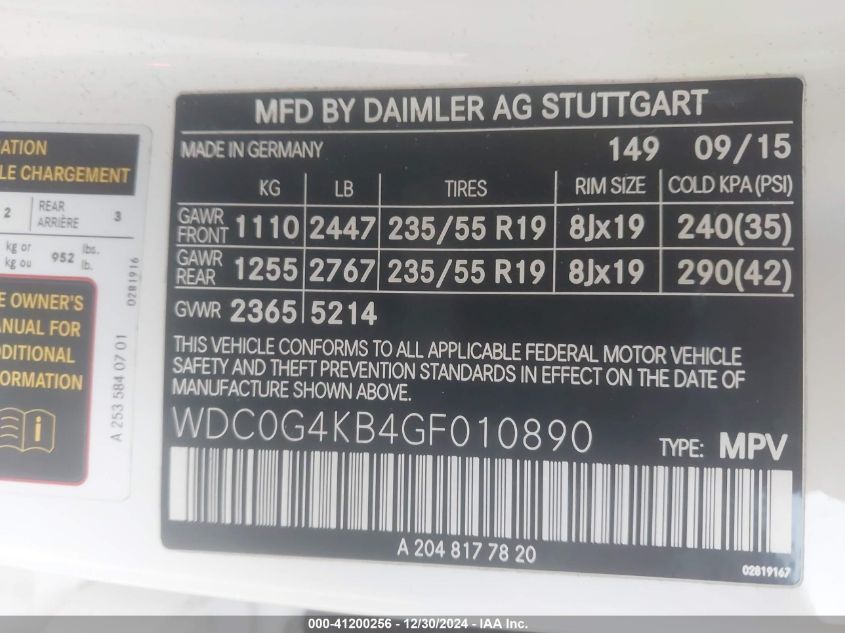 MFD BY DAIMLER AG STUTTGART
MADE IN GERMANY 149 09/15
KG LB TIRES RIM SIZE COLD KPA (PSI)
GAWR FRONT 1110 2447 235/55 R19 8Jx19 240(35)
GAWR REAR 1255 2767 235/55 R19 8Jx19 290(42)
GVWR 2365 5214
THIS VEHICLE CONFORMS TO ALL APPLICABLE FEDERAL MOTOR VEHICLE
SAFETY AND THEFT PREVENTION STANDARDS IN EFFECT ON THE DATE OF
MANUFACTURE SHOWN ABOVE.
WDC0G4KB4GF010890 TYPE: MPV
A 204 817 78 20
02819167
CHARGEMENT
2 REAR 3
ARRIÈRE
kg or 952 lbs.
kg ou lb.
0281916
OWNER'S
FOR
A 253 584 07 01
000-41200256 - 12/30/2024 - IAA Inc.